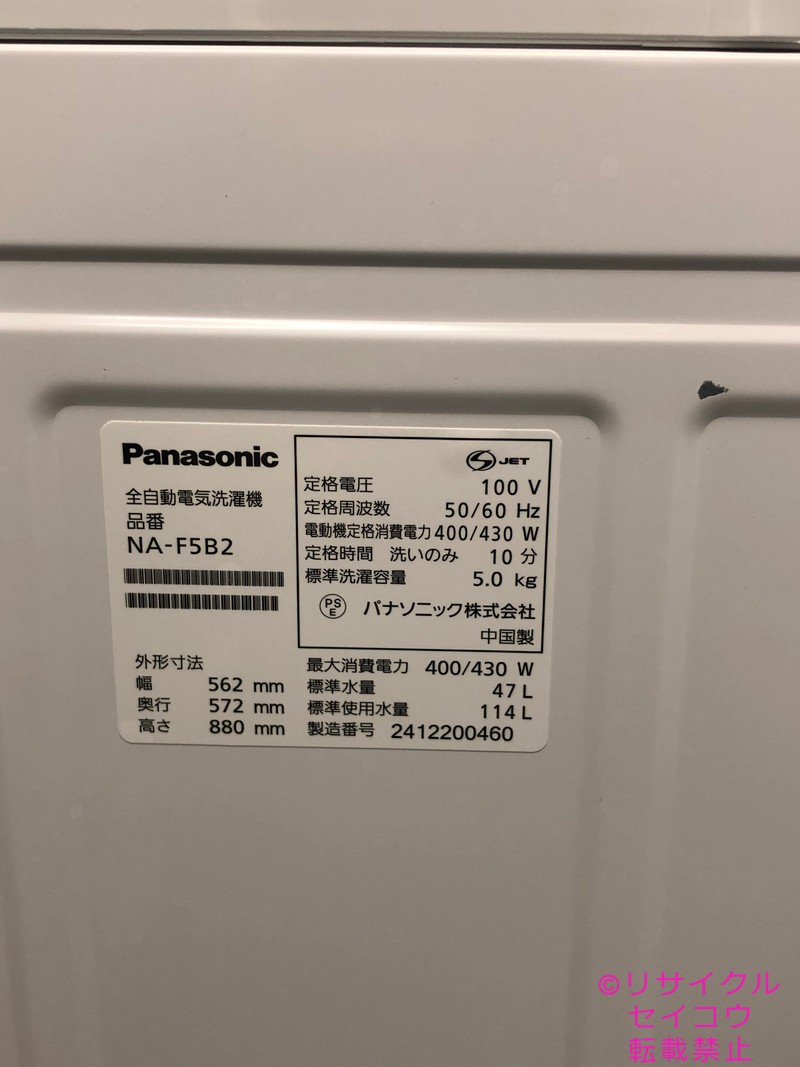 Panasonic
全自動電気洗濯機
品番
NA-F5B2
JET
定格電圧 100 V
定格周波数 50/60 Hz
電動機定格消費電力 400/430 W
定格時間 洗いのみ 10 分
標準洗濯容量 5.0 kg
PS
E
パナソニック株式会社
中国製
外形寸法
幅 562 mm
奥行 572 mm
高さ 880 mm
最大消費電力 400/430 W
標準水量 47 L
標準使用水量 114 L
製造番号 2412200460
©リサイクル
セイコウ
転載禁止